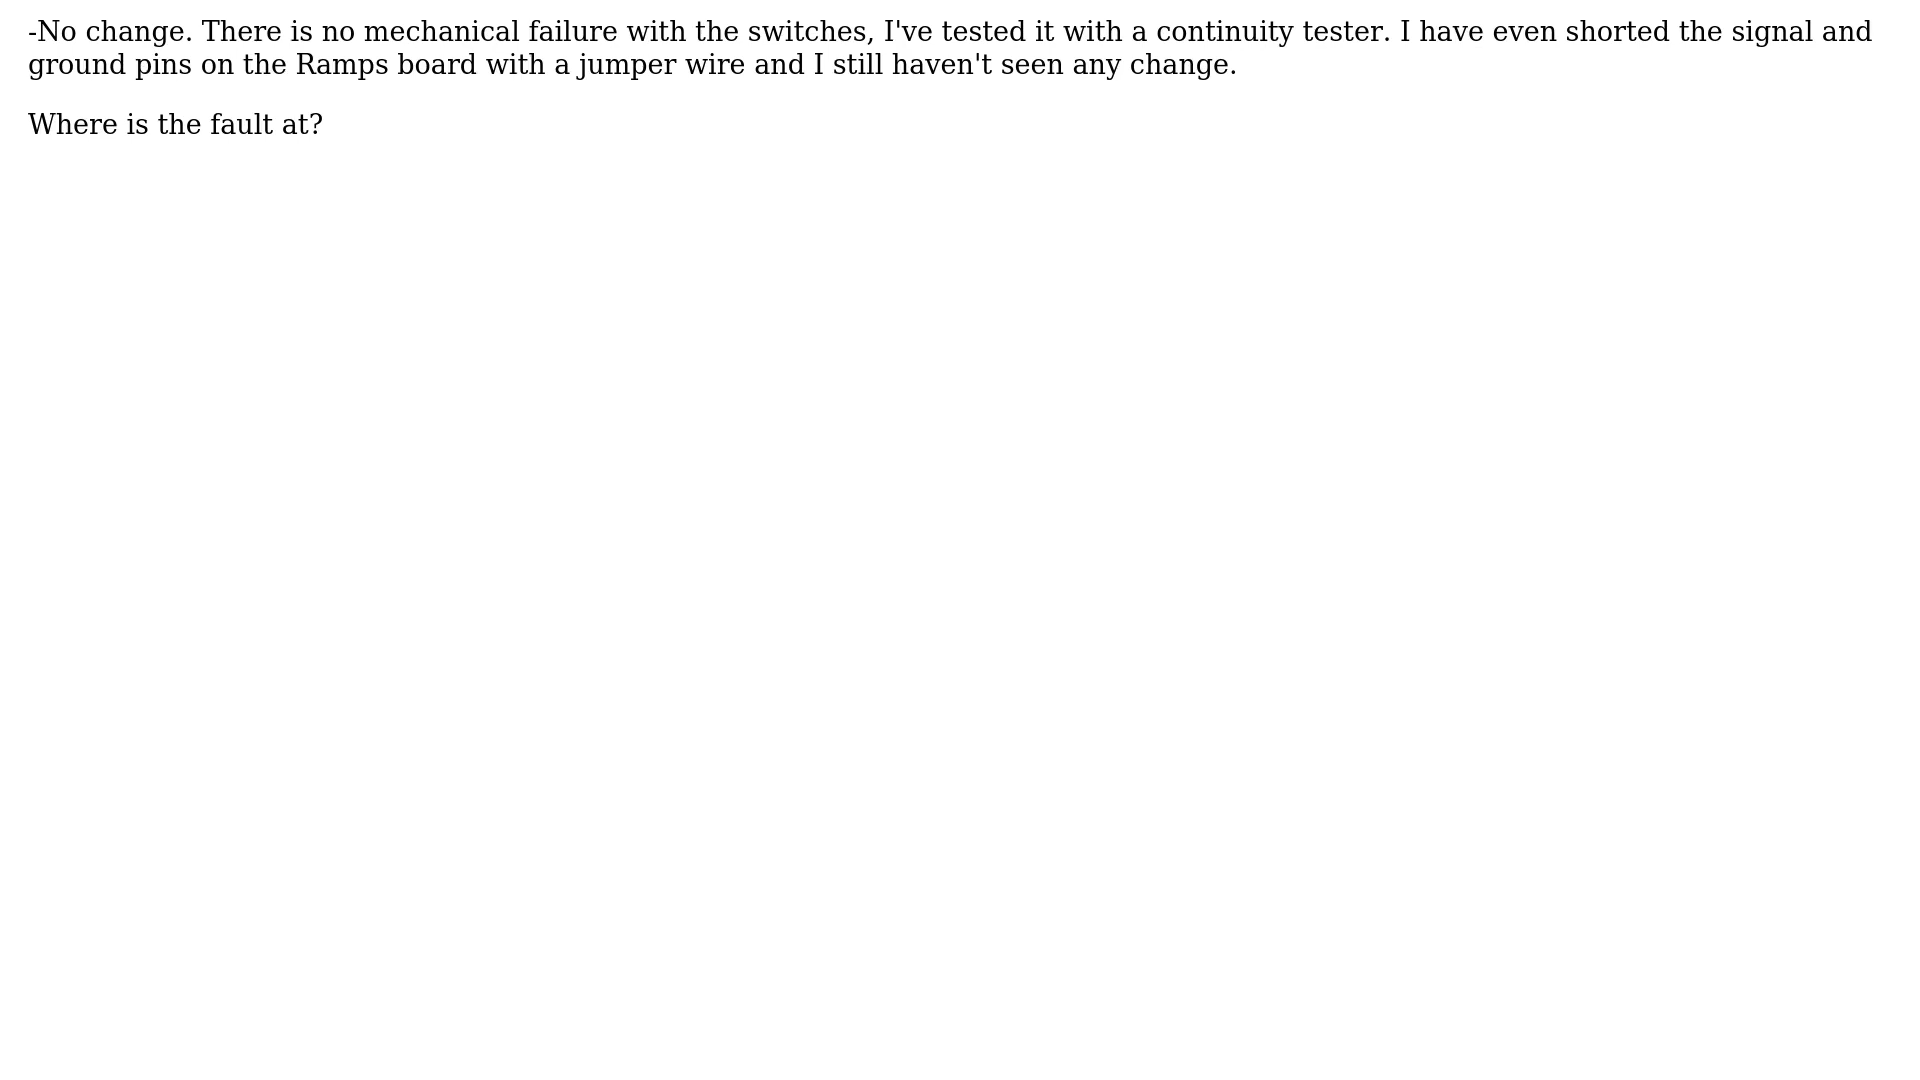 -No change. There is no mechanical failure with the switches, I've tested it with a continuity tester. I have even shorted the signal and
ground pins on the Ramps board with a jumper wire and I still haven't seen any change.
Where is the fault at?